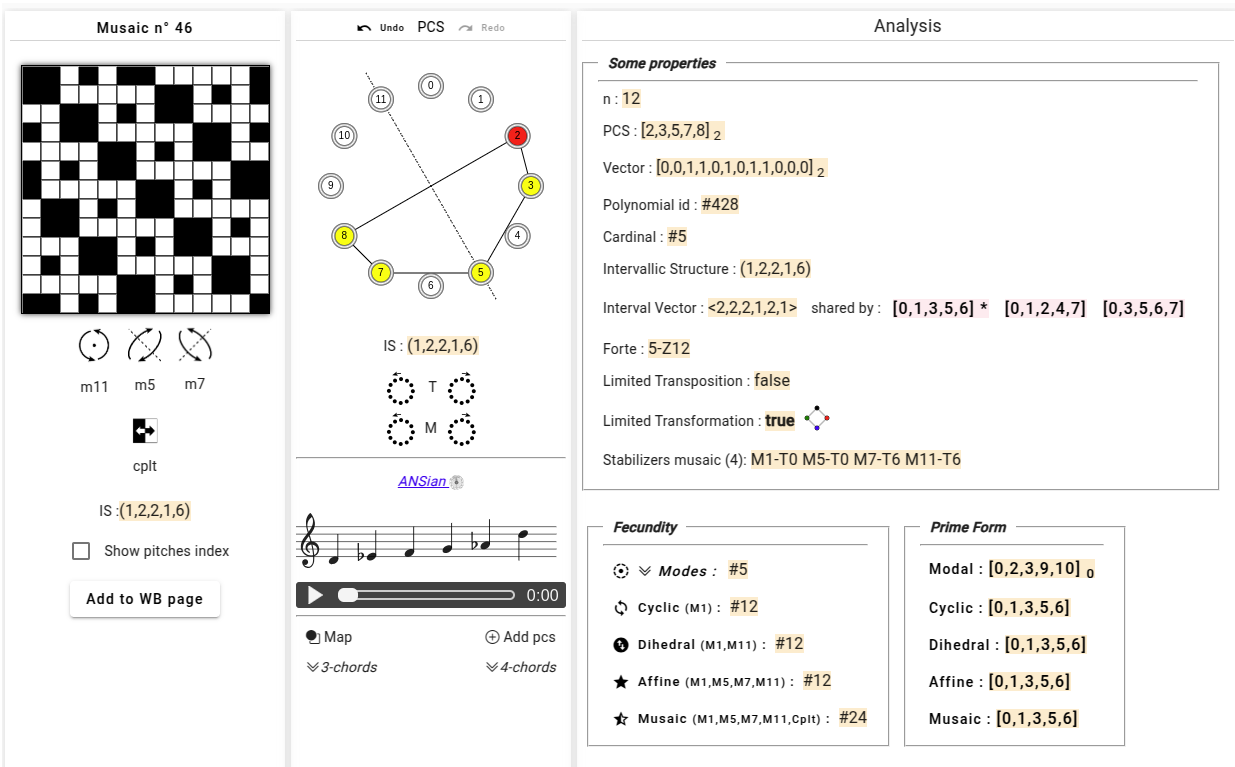 Musaic n° 46
m11 m5 m7
cplt
IS :(1,2,2,1,6)
Show pitches index
Add to WB page
Undo PCS Redo
0
11 1
10 2
9 3
8 4
7 5
6
IS : (1,2,2,1,6)
T
M
ANSian
0:00
Map Add pcs
3-chords 4-chords
Analysis
Some properties
n : 12
PCS : [2,3,5,7,8] 2
Vector : [0,0,1,1,0,1,0,1,1,0,0,0] 2
Polynomial id : #428
Cardinal : #5
Intervallic Structure : (1,2,2,1,6)
Interval Vector : <2,2,2,1,2,1> shared by : [0,1,3,5,6] * [0,1,2,4,7] [0,3,5,6,7]
Forte : 5-Z12
Limited Transposition : false
Limited Transformation : true
Stabilizers musaic (4): M1-T0 M5-T0 M7-T6 M11-T6
Fecundity
Modes : #5
Cyclic (M1) : #12
Dihedral (M1,M11) : #12
Affine (M1,M5,M7,M11) : #12
Musaic (M1,M5,M7,M11,Cplt) : #24
Prime Form
Modal : [0,2,3,9,10] 0
Cyclic : [0,1,3,5,6]
Dihedral : [0,1,3,5,6]
Affine : [0,1,3,5,6]
Musaic : [0,1,3,5,6]